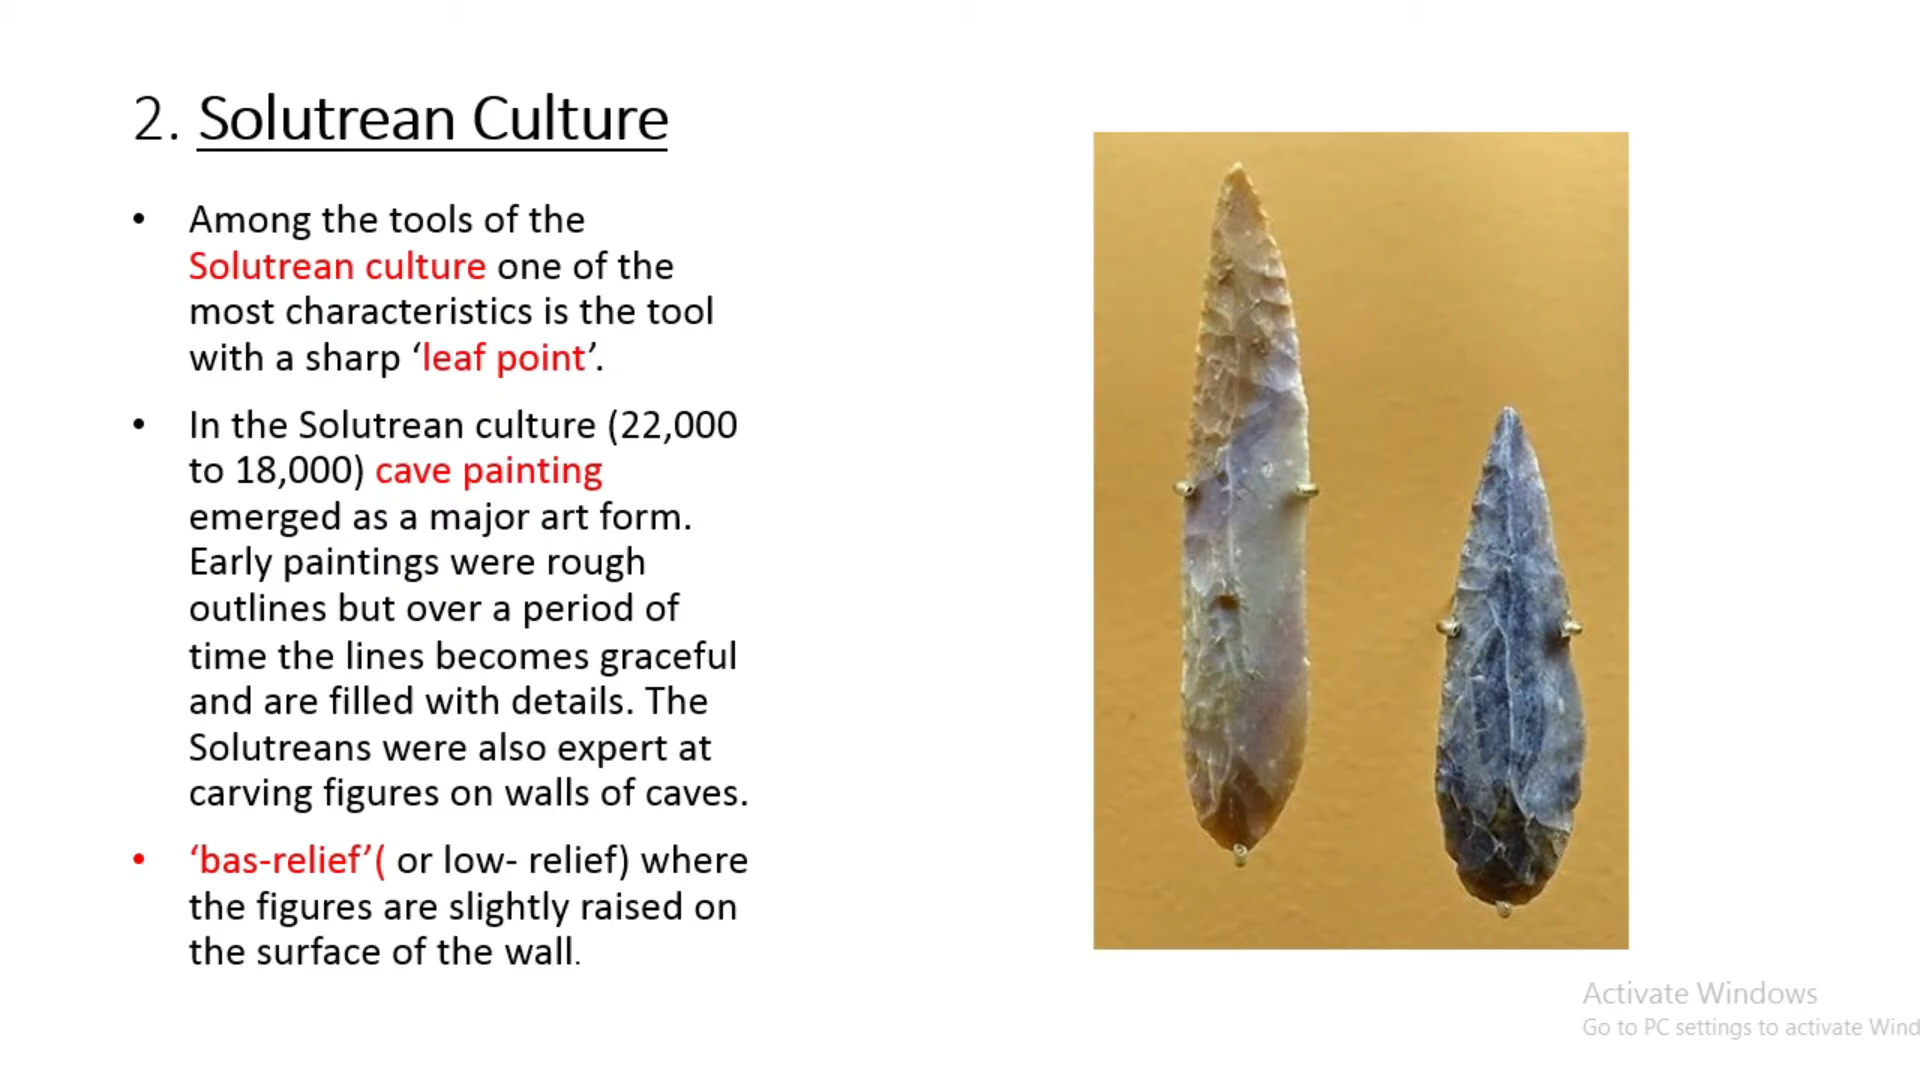 2. Solutrean Culture
• Among the tools of the
Solutrean culture one of the
most characteristics is the tool
with a sharp ‘leaf point’.
• In the Solutrean culture (22,000
to 18,000) cave painting
emerged as a major art form.
Early paintings were rough
outlines but over a period of
time the lines becomes graceful
and are filled with details. The
Solutreans were also expert at
carving figures on walls of caves.
• ‘bas-relief’( or low- relief) where
the figures are slightly raised on
the surface of the wall.
Activate Windows
Go to PC settings to activate Wind